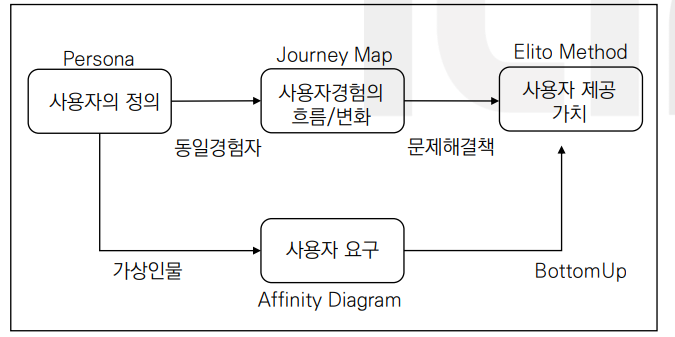 Persona
Journey Map
Elito Method
사용자의 정의
사용자경험의
흐름/변화
사용자 제공
가치
동일경험자
문제해결책
사용자 요구
가상인물
BottomUp
Affinity Diagram